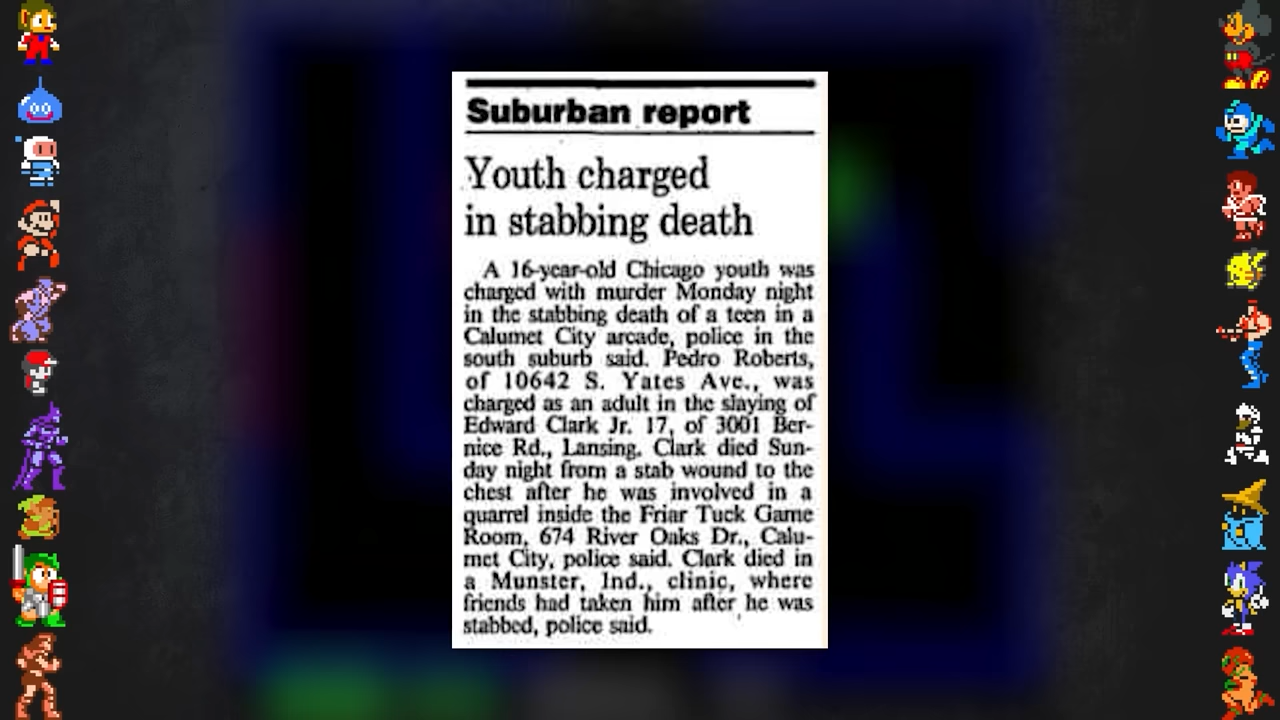 Suburban report
Youth charged
in stabbing death
A 16-year-old Chicago youth was
charged with murder Monday night
in the stabbing death of a teen in a
Calumet City arcade, police in the
south suburb said. Pedro Roberts,
of 10642 S. Yates Ave., was
charged as an adult in the slaying of
Edward Clark Jr. 17, of 3001 Ber-
nice Rd., Lansing. Clark died Sun-
day night from a stab wound to the
chest after he was involved in a
quarrel inside the Friar Tuck Game
Room, 674 River Oaks Dr., Calu-
met City, police said. Clark died in
a Munster, Ind., clinic, where
friends had taken him after he was
stabbed, police said.